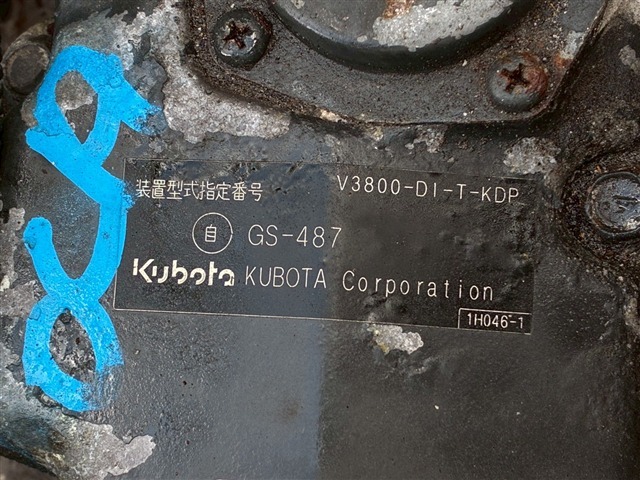 装置型式指定番号 V3800-DI-T-KDP
自 GS-487
Kubota KUBOTA Corporation
1H046-1